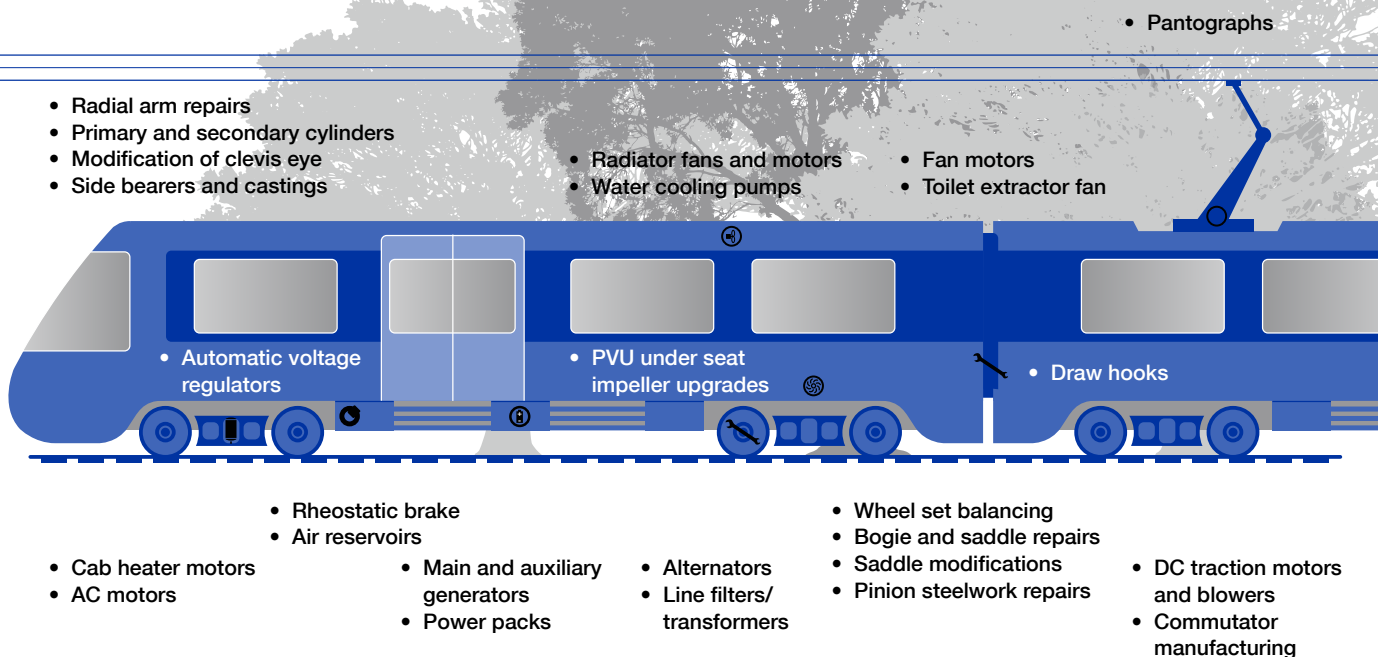 • Pantographs
• Radial arm repairs
• Primary and secondary cylinders
• Modification of clevis eye
• Side bearers and castings
• Radiator fans and motors
• Water cooling pumps
• Fan motors
• Toilet extractor fan
• Automatic voltage
regulators
• PVU under seat
impeller upgrades
• Draw hooks
• Rheostatic brake
• Air reservoirs
• Cab heater motors
• AC motors
• Main and auxiliary
generators
• Power packs
• Alternators
• Line filters/
transformers
• Wheel set balancing
• Bogie and saddle repairs
• Saddle modifications
• Pinion steelwork repairs
• DC traction motors
and blowers
• Commutator
manufacturing